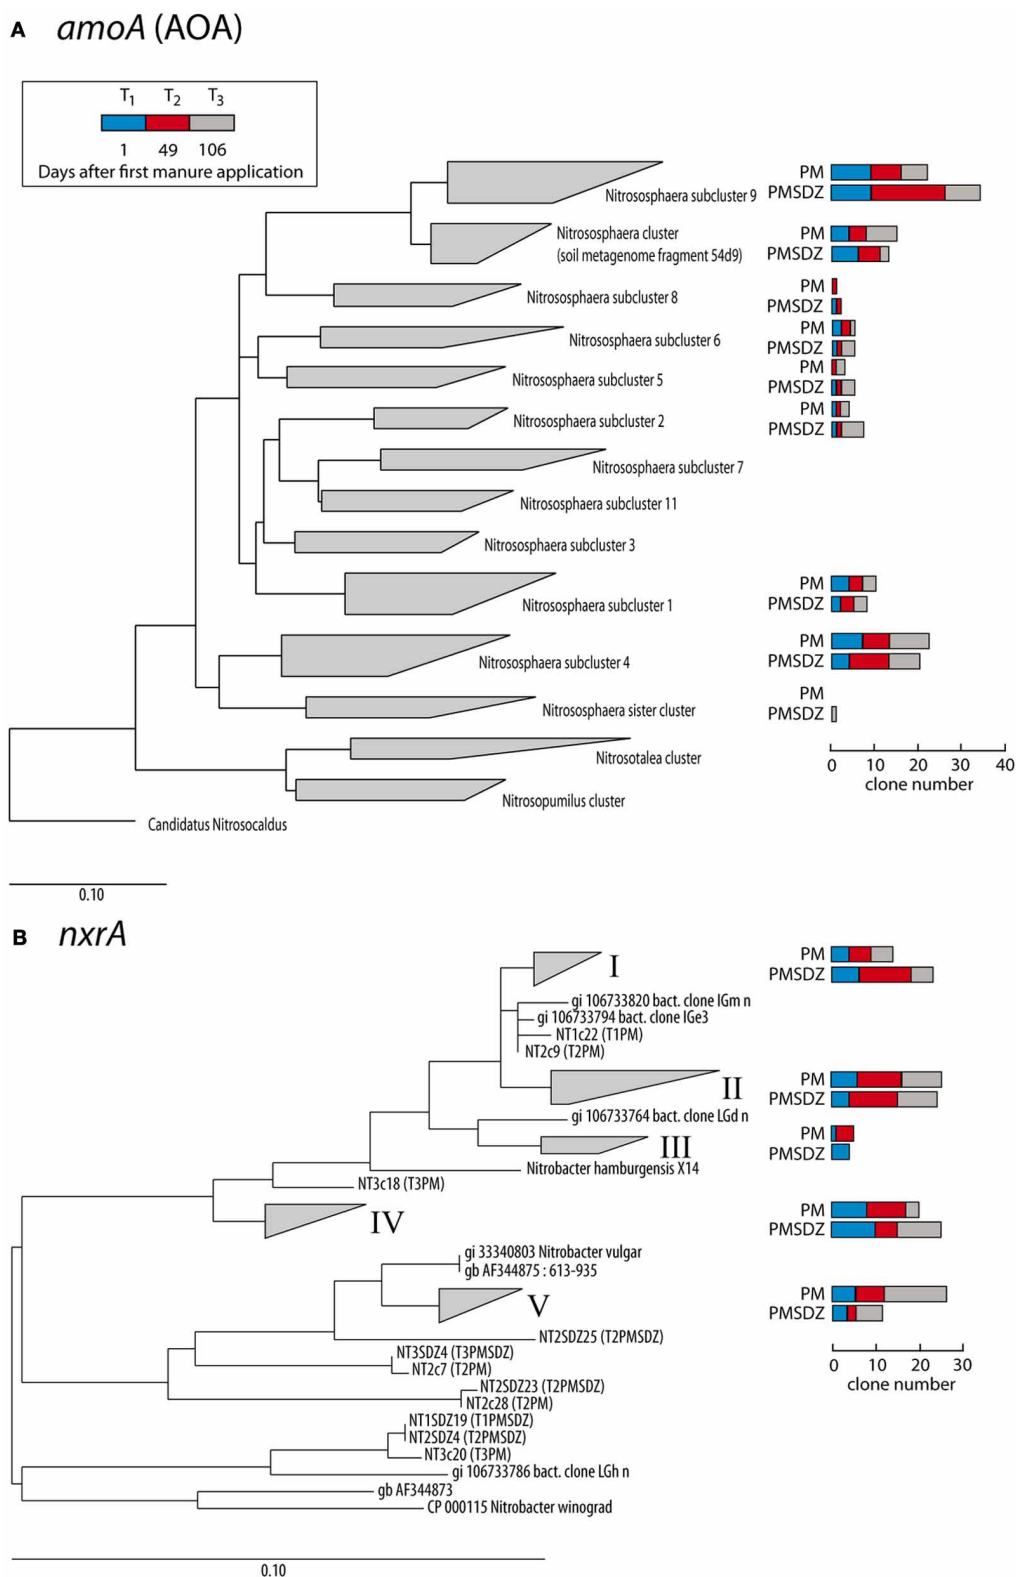 A amoA (AOA)
T1 T2 T3
1 49 106
Days after first manure application
PM
Nitrososphaera subcluster 9 PMSDZ
Nitrososphaera cluster PM
(soil metagenome fragment 54d9) PMSDZ
PM
Nitrososphaera subcluster 8 PMSDZ
PM
Nitrososphaera subcluster 6 PMSDZ
PM
Nitrososphaera subcluster 5 PMSDZ
PM
Nitrososphaera subcluster 2 PMSDZ
Nitrososphaera subcluster 7
Nitrososphaera subcluster 11
Nitrososphaera subcluster 3
PM
Nitrososphaera subcluster 1 PMSDZ
PM
Nitrososphaera subcluster 4 PMSDZ
PM
Nitrososphaera sister cluster PMSDZ
Nitrosotalea cluster
0 10 20 30 40
clone number
Nitrosopumilus cluster
Candidatus Nitrosocaldus
0.10
B nxrA
PM
I PMSDZ
gi 106733820 bact. clone IGm n
gi 106733794 bact. clone IGe3
NT1c22 (T1PM)
NT2c9 (T2PM)
PM
II PMSDZ
gi 106733764 bact. clone LGd n
PM
III PMSDZ
Nitrobacter hamburgensis X14
NT3c18 (T3PM)
PM
IV PMSDZ
gi 33340803 Nitrobacter vulgar
gb AF344875 : 613-935
PM
V PMSDZ
NT2SDZ25 (T2PMSDZ)
NT3SDZ4 (T3PMSDZ)
NT2c7 (T2PM)
0 10 20 30
clone number
NT2SDZ23 (T2PMSDZ)
NT2c28 (T2PM)
NT1SDZ19 (T1PMSDZ)
NT2SDZ4 (T2PMSDZ)
NT3c20 (T3PM)
gi 106733786 bact. clone LGh n
gb AF344873
CP 000115 Nitrobacter winograd
0.10